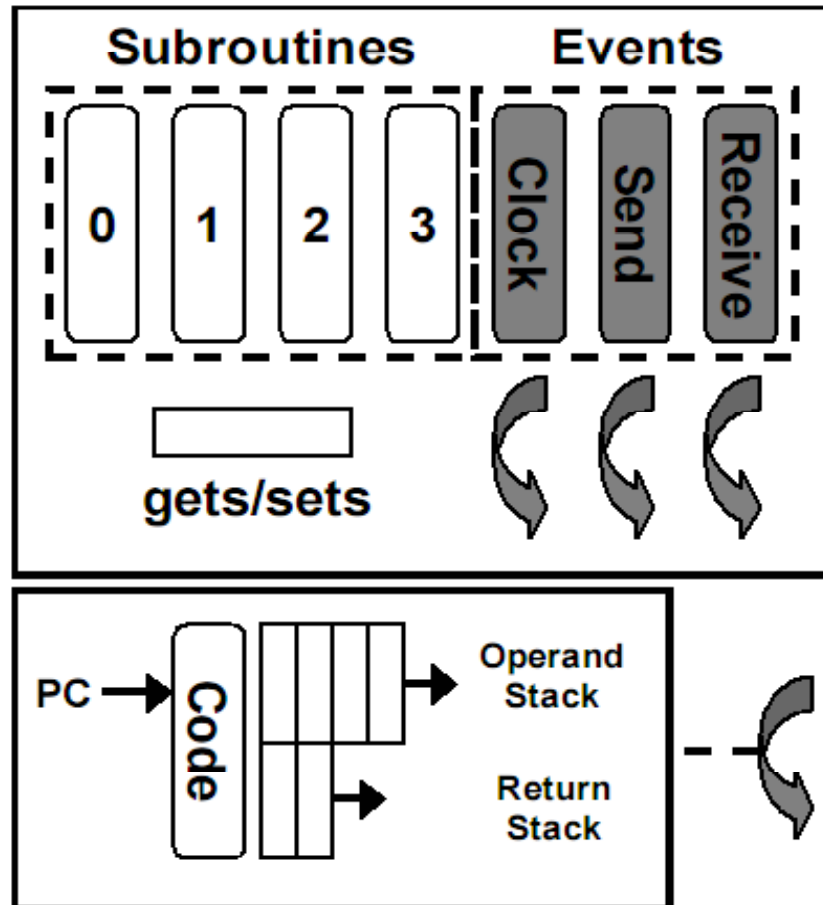 Subroutines Events
0 1 2 3 Clock Send Receive
gets/sets
PC Code Operand
Stack
Return
Stack